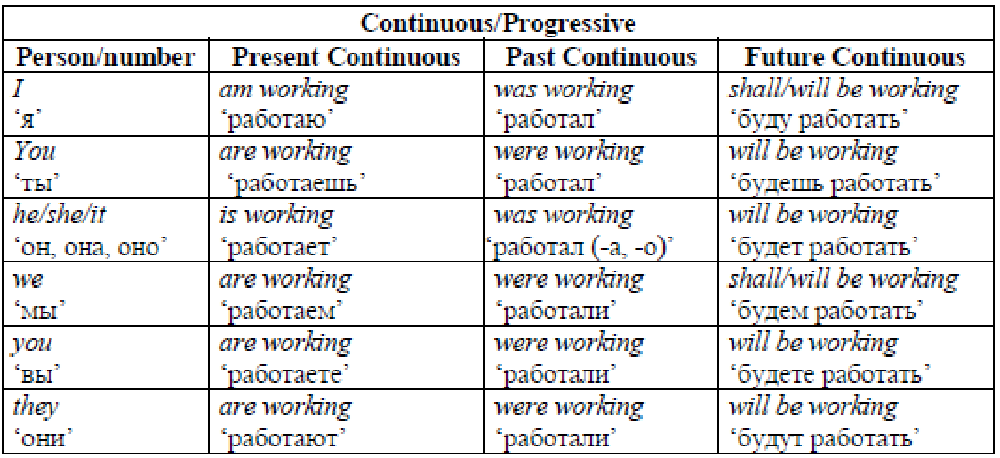 Continuous/Progressive
Person/number Present Continuous Past Continuous Future Continuous
I am working was working shall/will be working
‘я’ ‘работаю’ ‘работал’ ‘буду работать’
You are working were working will be working
‘ты’ ‘работаешь’ ‘работал’ ‘будешь работать’
he/she/it is working was working will be working
‘он, она, оно’ ‘работает’ ‘работал (-а, -о)’ ‘будет работать’
we are working were working shall/will be working
‘мы’ ‘работаем’ ‘работали’ ‘будем работать’
you are working were working will be working
‘вы’ ‘работаете’ ‘работали’ ‘будете работать’
they are working were working will be working
‘они’ ‘работают’ ‘работали’ ‘будут работать’